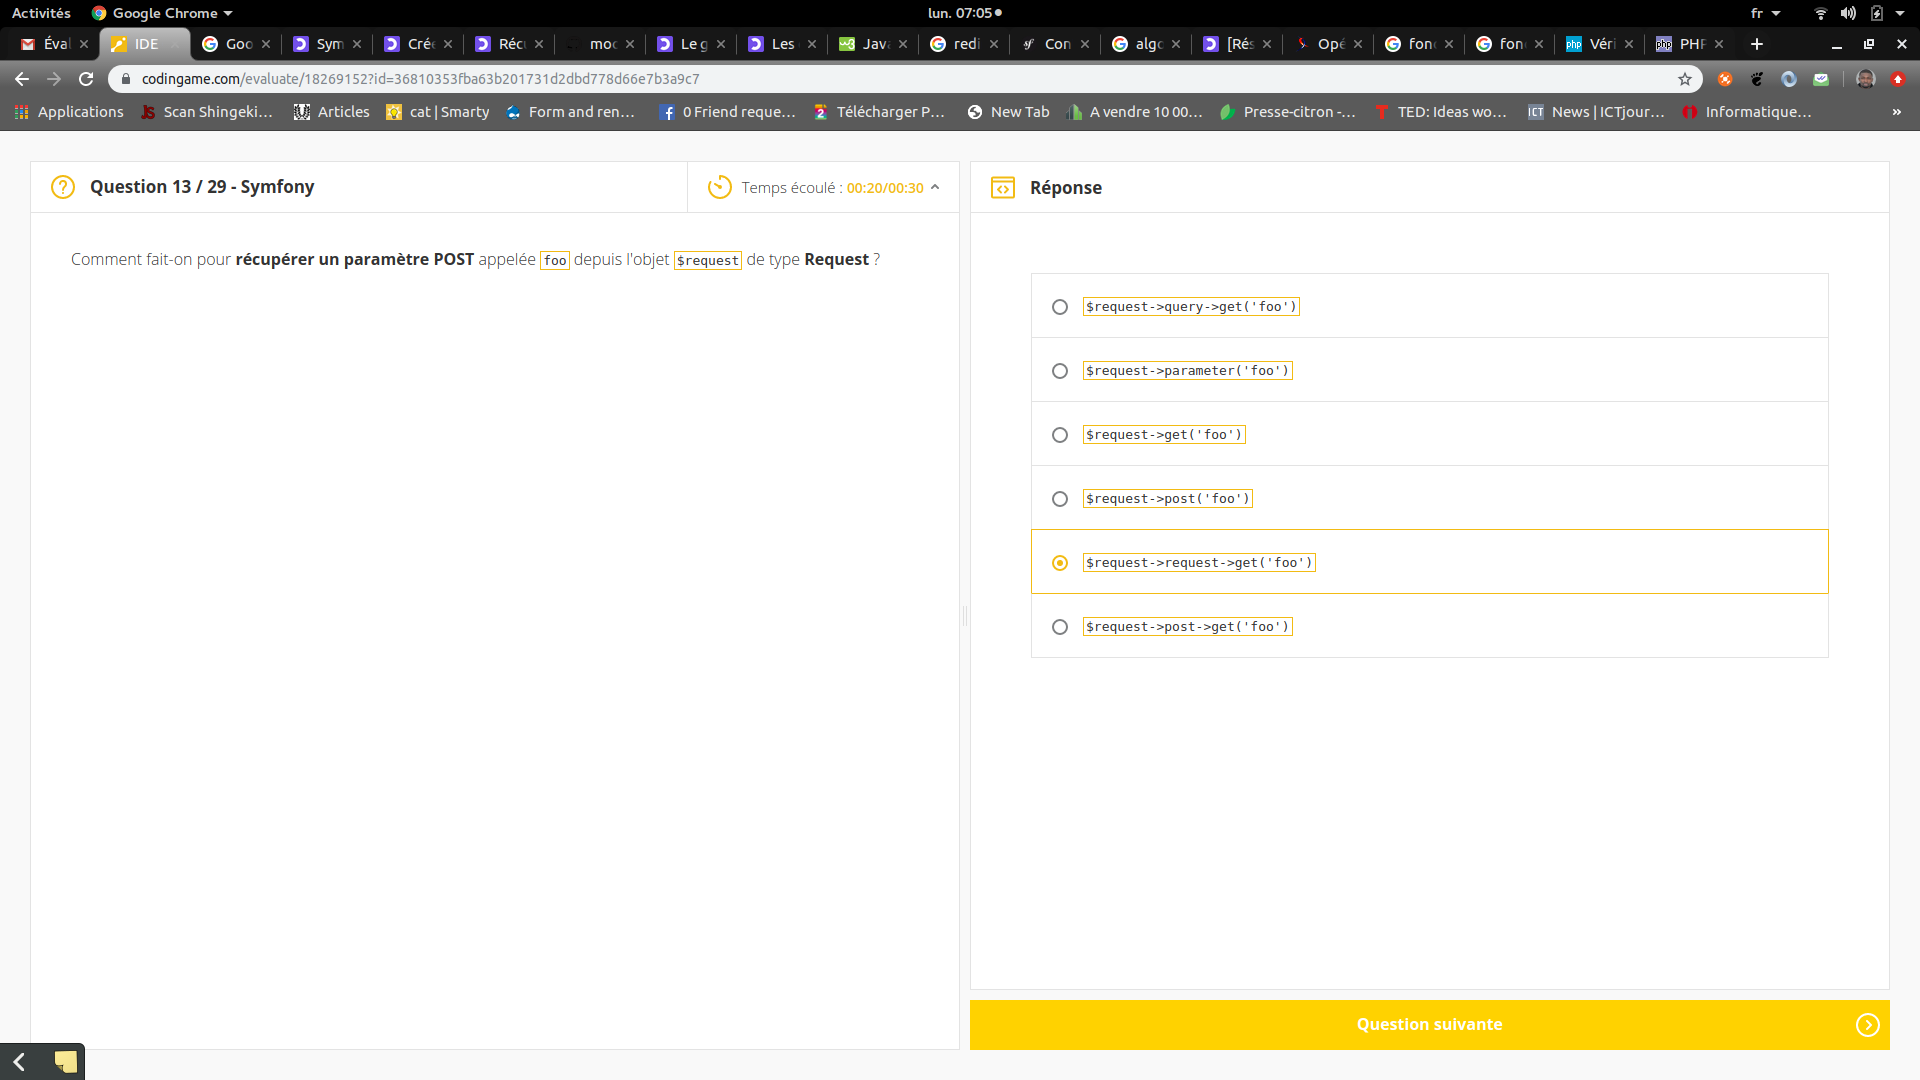 Activités Google Chrome lun. 07:05 fr
Éval IDE Goo Sym Cré Réc moc Le g Les Java redi Con algo [Rés Opé fon fon Véri PHP
codingame.com/evaluate/18269152?id=36810353fba63b201731d2dbd778d66e7b3a9c7
Applications Scan Shingeki... Articles cat | Smarty Form and ren... 0 Friend reque... Télécharger P... New Tab A vendre 10 00... Presse-citron -... TED: Ideas wo... News | ICTjour... Informatique... »
Question 13 / 29 - Symfony
Temps écoulé : 00:20/00:30
Réponse
Comment fait-on pour récupérer un paramètre POST appelée foo depuis l'objet $request de type Request ?
$request->query->get('foo')
$request->parameter('foo')
$request->get('foo')
$request->post('foo')
$request->request->get('foo')
$request->post->get('foo')
Question suivante